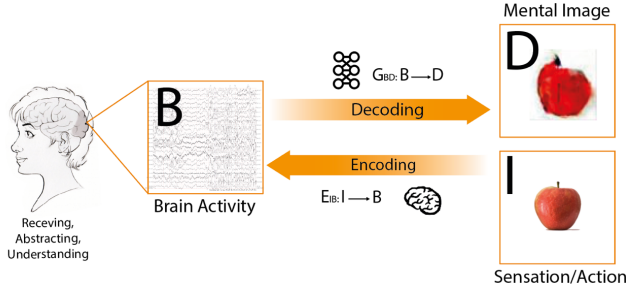 Mental Image
D
G BD: B → D
Decoding
B
Encoding
E IB: I → B
I
Brain Activity
Receving,
Abstracting,
Understanding
Sensation/Action